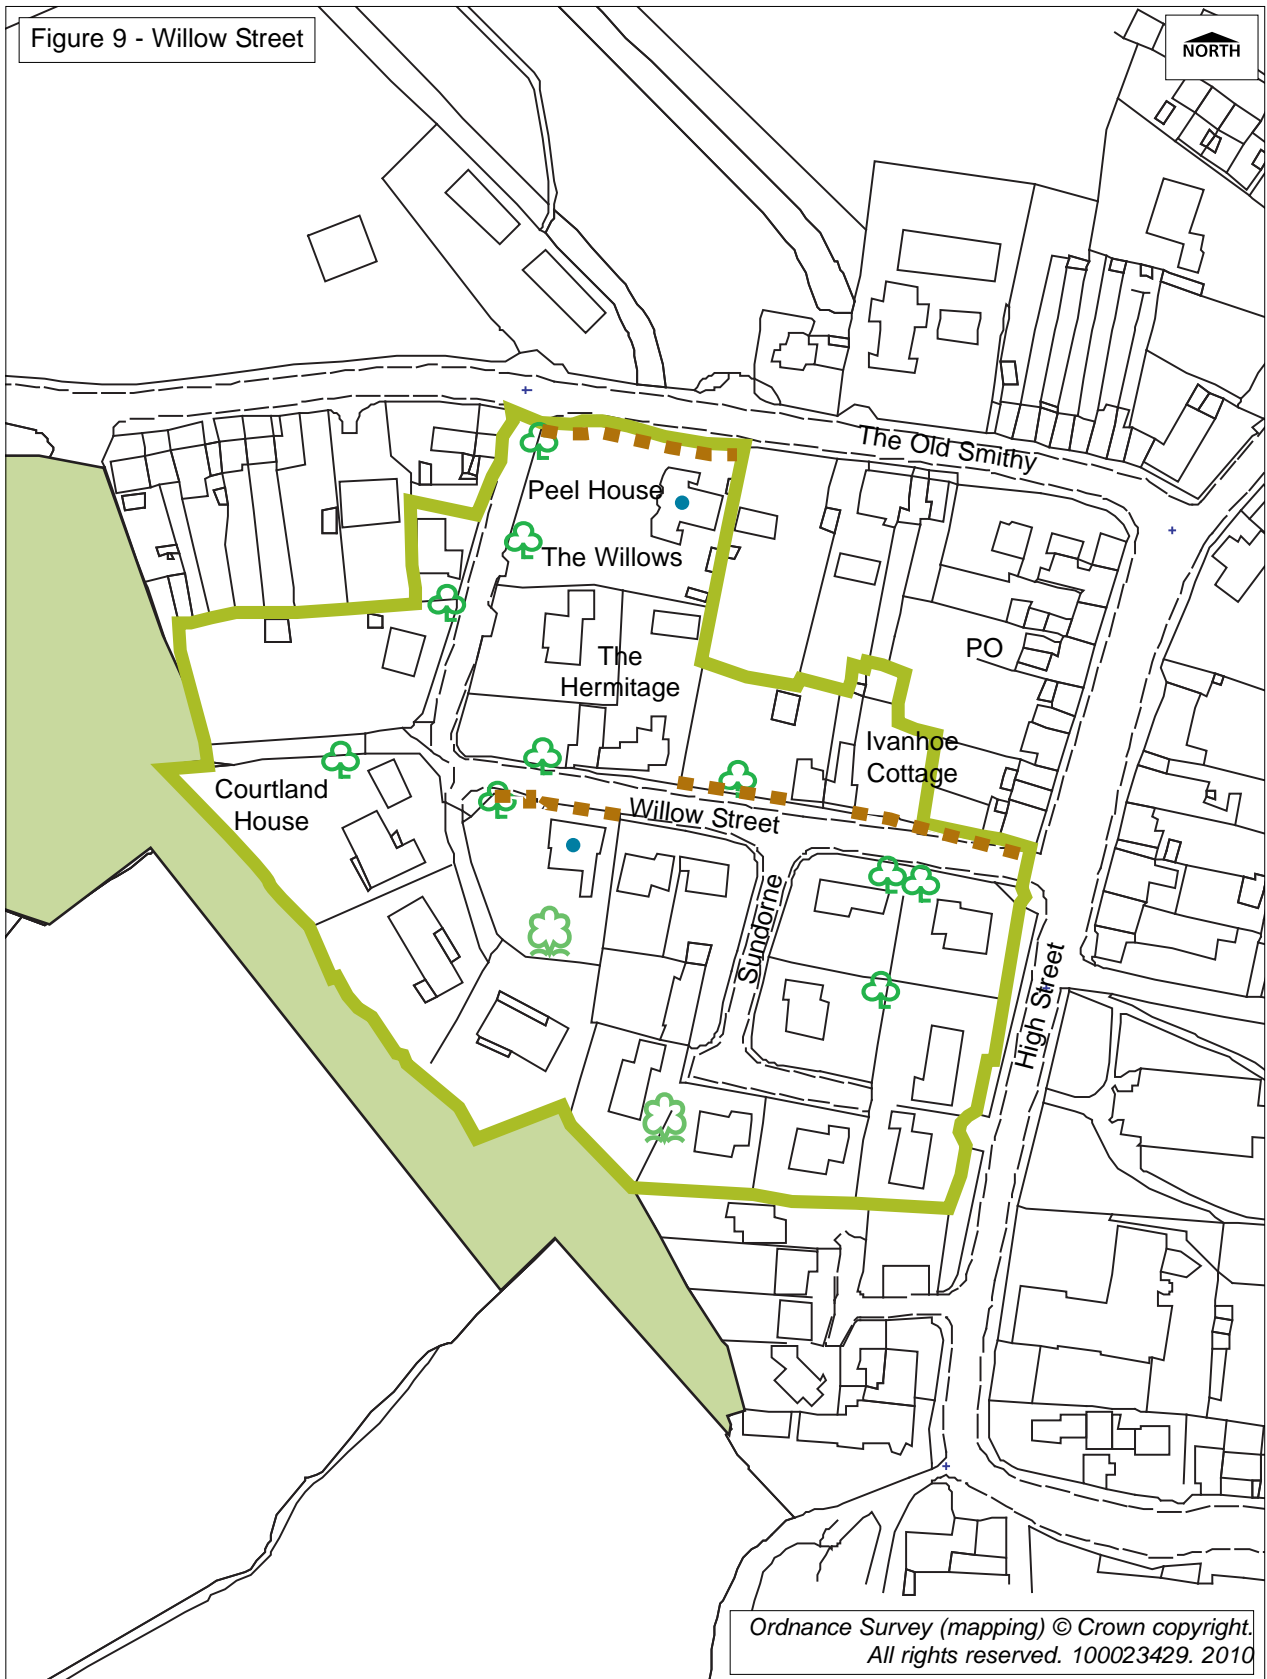 Figure 9 - Willow Street
NORTH
The Old Smithy
Peel House
The Willows
The
Hermitage
PO
Ivanhoe
Cottage
Courtland
House
Willow Street
Sundorne
High Street
Ordnance Survey (mapping) © Crown copyright.
All rights reserved. 100023429. 2010